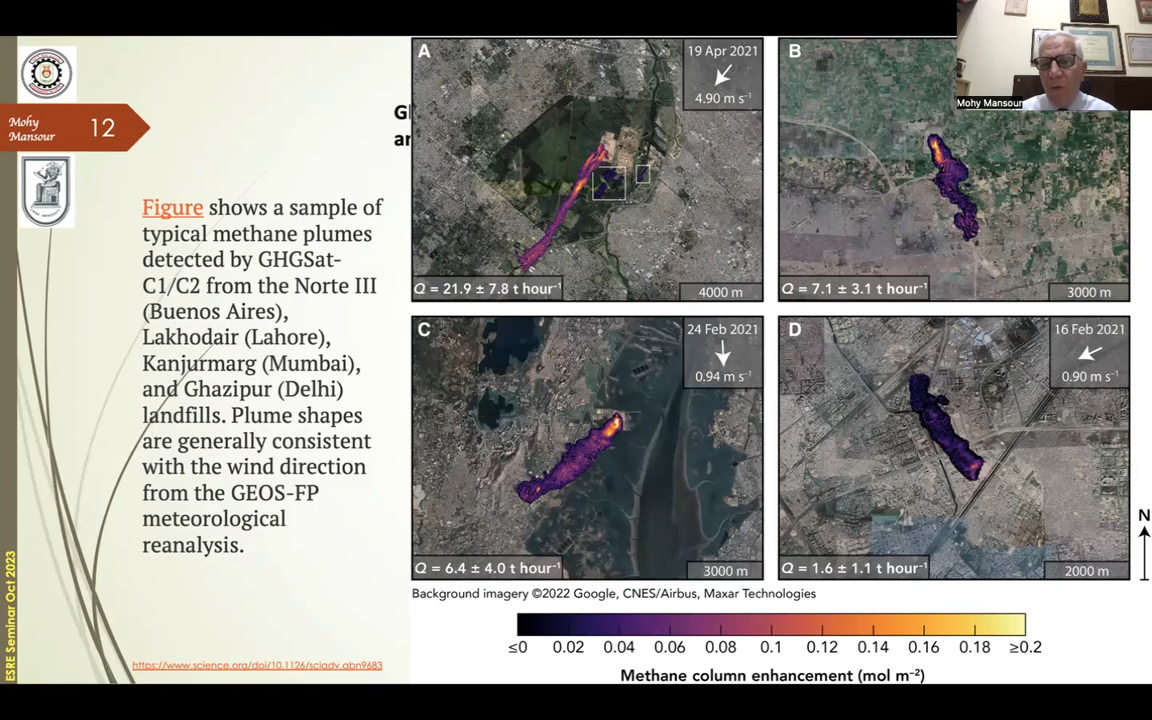 Mohy
Mansour
12
Figure shows a sample of
typical methane plumes
detected by GHGSat-
C1/C2 from the Norte III
(Buenos Aires),
Lakhodair (Lahore),
Kanjurmarg (Mumbai),
and Ghazipur (Delhi)
landfills. Plume shapes
are generally consistent
with the wind direction
from the GEOS-FP
meteorological
reanalysis.
https://www.science.org/doi/10.1126/sciadv.abn9683
ESRE Seminar Oct 2023
A
19 Apr 2021
4.90 m s⁻¹
Q = 21.9 ± 7.8 t hour⁻¹
4000 m
B
Mohy Mansour
Q = 7.1 ± 3.1 t hour⁻¹
3000 m
C
24 Feb 2021
0.94 m s⁻¹
Q = 6.4 ± 4.0 t hour⁻¹
3000 m
D
16 Feb 2021
0.90 m s⁻¹
Q = 1.6 ± 1.1 t hour⁻¹
2000 m
N
Background imagery ©2022 Google, CNES/Airbus, Maxar Technologies
≤0 0.02 0.04 0.06 0.08 0.1 0.12 0.14 0.16 0.18 ≥0.2
Methane column enhancement (mol m⁻²)